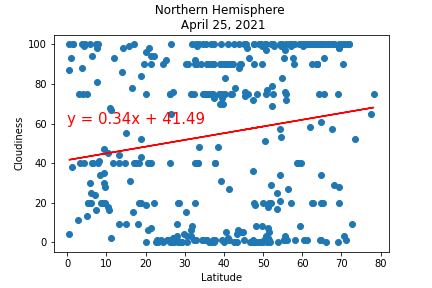 Northern Hemisphere
April 25, 2021
100
80
60
40
20
0
Cloudiness
y = 0.34x + 41.49
0 10 20 30 40 50 60 70 80
Latitude